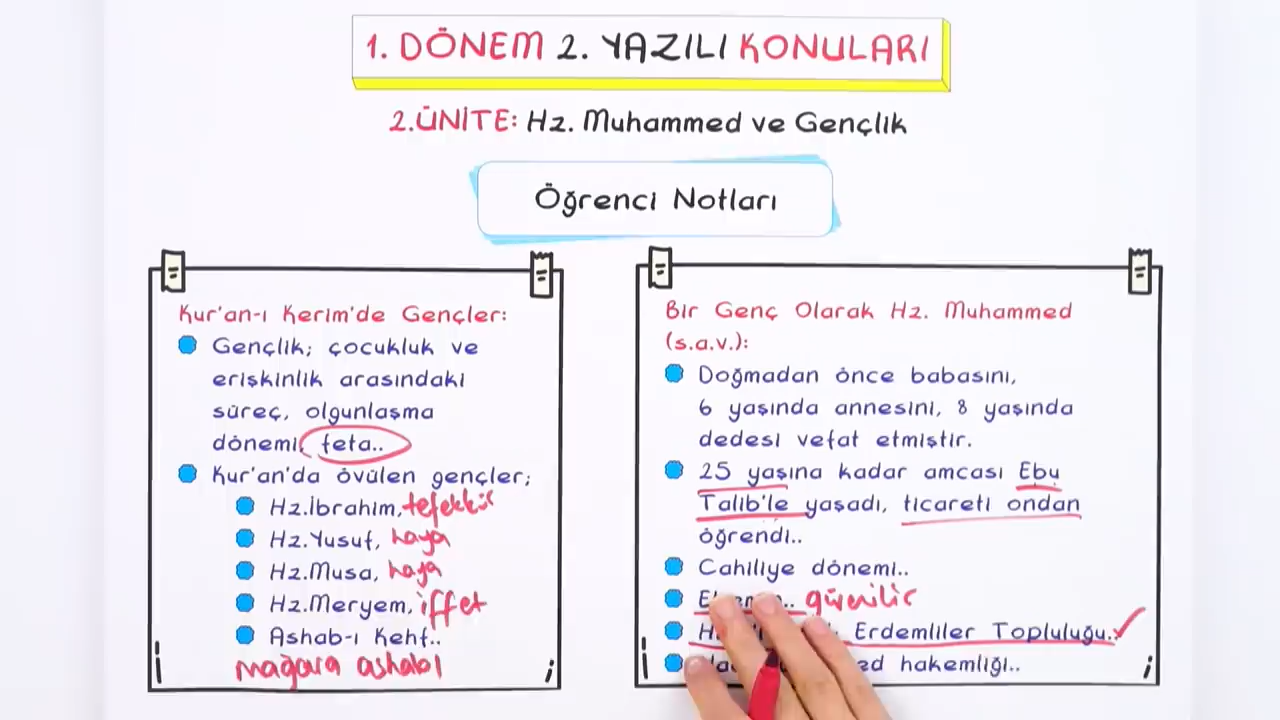 1. DÖNEM 2. YAZILI KONULARI
2.ÜNİTE: Hz. Muhammed ve Gençlik
Öğrenci Notları
Kur'an-ı Kerim'de Gençler:
Gençlik; çocukluk ve
erişkinlik arasındaki
süreç, olgunlaşma
dönemi, feta..
Kur'an'da övülen gençler;
Hz.İbrahim, tefekkür
Hz.Yusuf, haya
Hz.Musa, haya
Hz.Meryem, iffet
Ashab-ı Kehf..
mağara ashabı
Bir Genç Olarak Hz. Muhammed
(s.a.v.):
Doğmadan önce babasını,
6 yaşında annesini, 8 yaşında
dedesi vefat etmiştir.
25 yaşına kadar amcası Ebu
Talib'le yaşadı, ticareti ondan
öğrendi..
Cahiliye dönemi..
güvenilir
Erdemliler Topluluğu..
hakemliği..